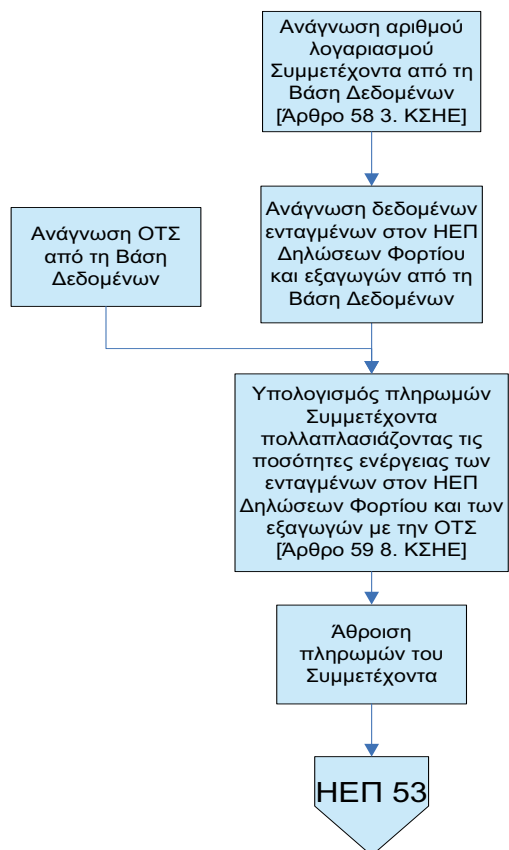 Ανάγνωση αριθμού
λογαριασμού
Συμμετέχοντα από τη
Βάση Δεδομένων
[Άρθρο 58 3. ΚΣΗΕ]
Ανάγνωση δεδομένων
ενταγμένων στον ΗΕΠ
Δηλώσεων Φορτίου
και εξαγωγών από τη
Βάση Δεδομένων
Ανάγνωση ΟΤΣ
από τη Βάση
Δεδομένων
Υπολογισμός πληρωμών
Συμμετέχοντα
πολλαπλασιάζοντας τις
ποσότητες ενέργειας των
ενταγμένων στον ΗΕΠ
Δηλώσεων Φορτίου και των
εξαγωγών με την ΟΤΣ
[Άρθρο 59 8. ΚΣΗΕ]
Άθροιση
πληρωμών του
Συμμετέχοντα
ΗΕΠ 53